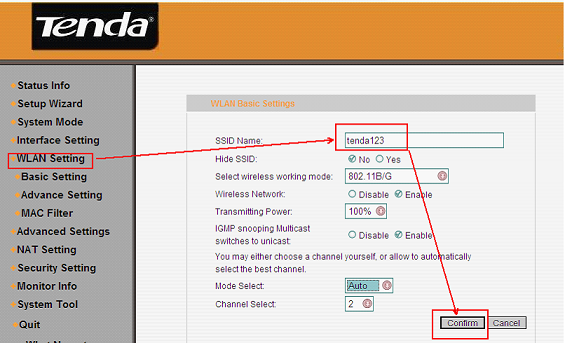 Tenda®
Status Info
Setup Wizard
System Mode
Interface Setting
WLAN Setting
Basic Setting
Advance Setting
MAC Filter
Advanced Settings
NAT Setting
Security Setting
Monitor Info
System Tool
Quit
WLAN Basic Settings
SSID Name: tenda123
Hide SSID: No Yes
Select wireless working mode: 802.11B/G
Wireless Network: Disable Enable
Transmitting Power: 100%
IGMP snooping Multicast
switches to unicast: Disable Enable
You may either choose a channel yourself, or allow to automatically
select the best channel.
Mode Select: Auto
Channel Select: 2
Confirm Cancel